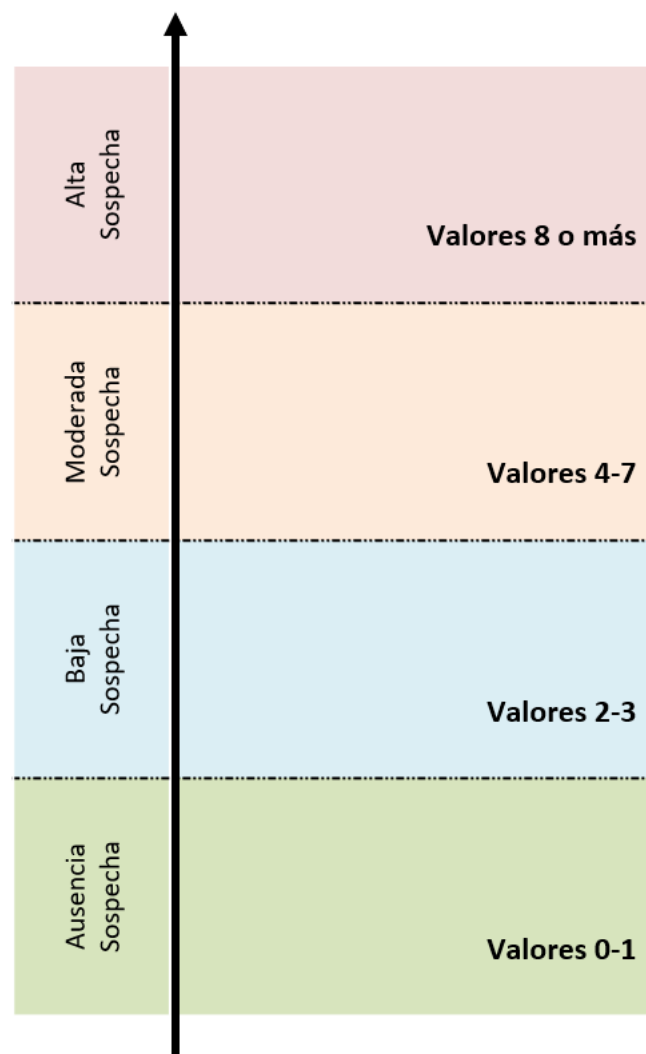 Alta
Sospecha
Valores 8 o más
Moderada
Sospecha
Valores 4-7
Baja
Sospecha
Valores 2-3
Ausencia
Sospecha
Valores 0-1